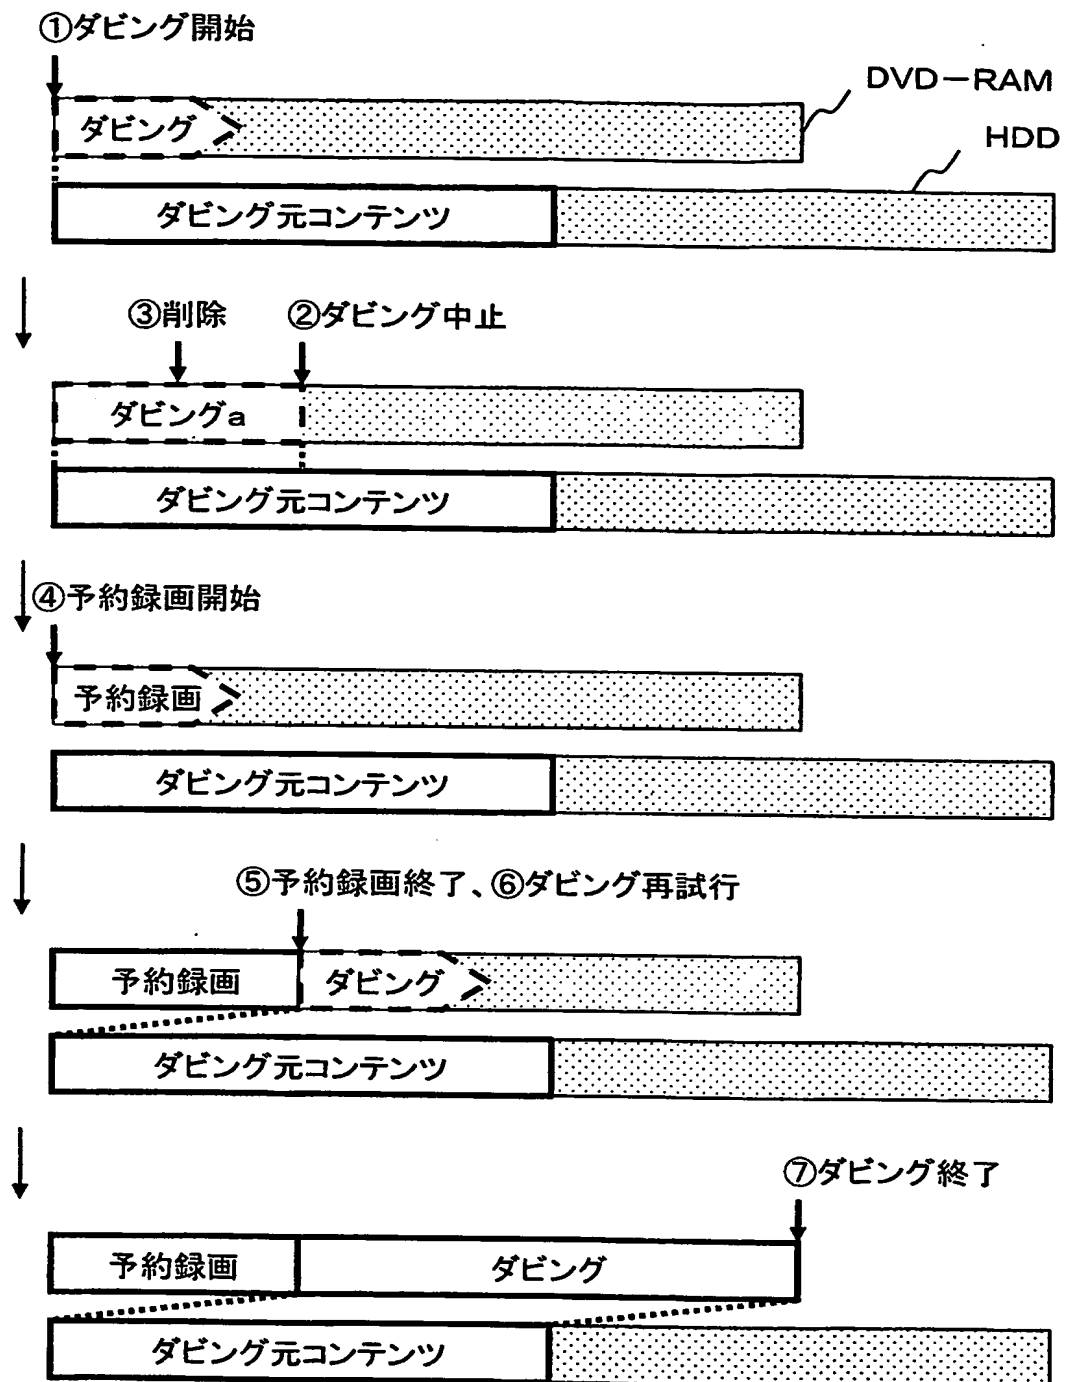 ①ダビング開始
DVD－RAM
ダビング
HDD
ダビング元コンテンツ
③削除 ②ダビング中止
ダビングa
ダビング元コンテンツ
④予約録画開始
予約録画
ダビング元コンテンツ
⑤予約録画終了、⑥ダビング再試行
予約録画 ダビング
ダビング元コンテンツ
⑦ダビング終了
予約録画 ダビング
ダビング元コンテンツ